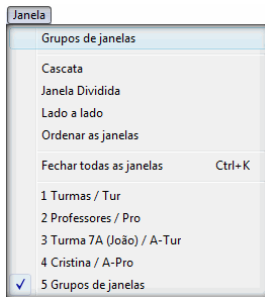 Janela
Grupos de janelas
Cascata
Janela Dividida
Lado a lado
Ordenar as janelas
Fechar todas as janelas Ctrl+K
1 Turmas / Tur
2 Professores / Pro
3 Turma 7A (João) / A-Tur
4 Cristina / A-Pro
5 Grupos de janelas